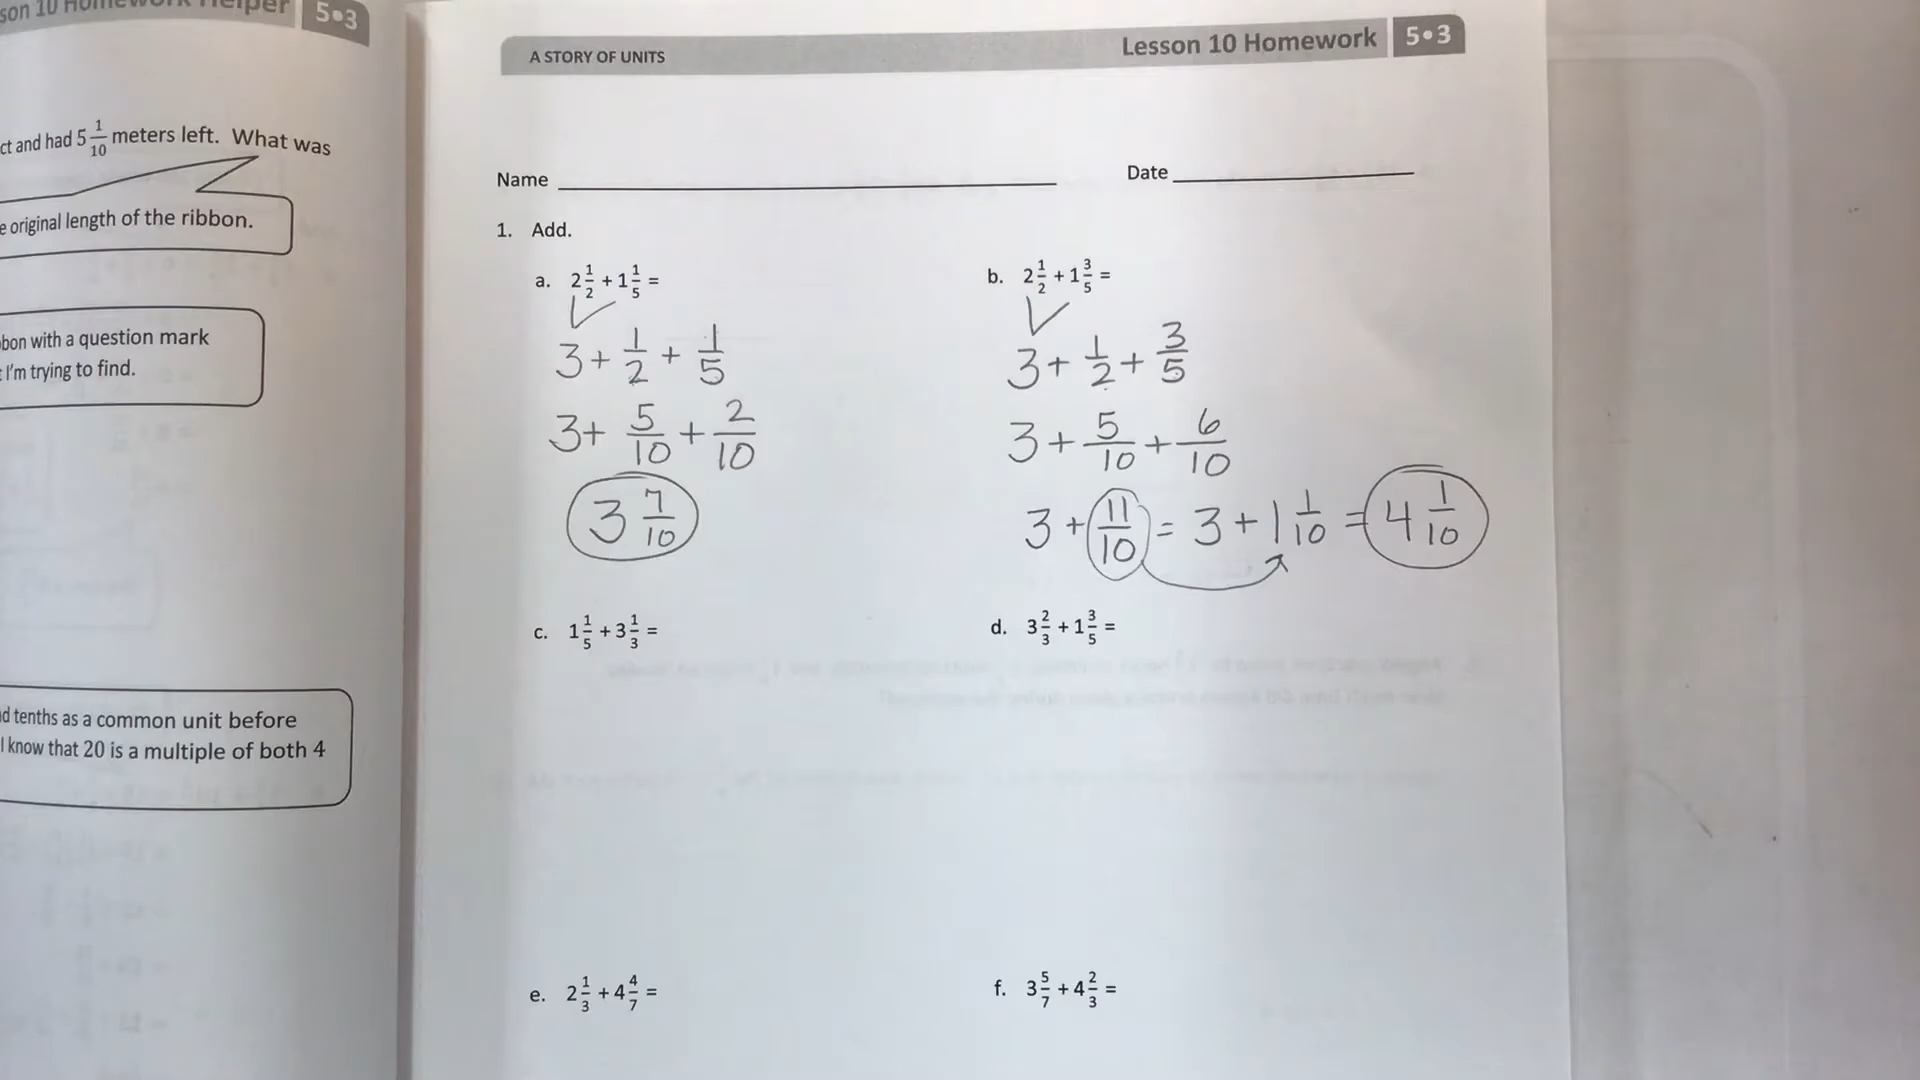 son 10 Homework Helper 5•3
ct and had 5 1/10 meters left. What was
e original length of the ribbon.
bbon with a question mark
t I'm trying to find.
d tenths as a common unit before
I know that 20 is a multiple of both 4
A STORY OF UNITS
Lesson 10 Homework 5•3
Name
Date
1. Add.
a. 2 1/2 + 1 1/5 =
3 + 1/2 + 1/5
3 + 5/10 + 2/10
3 7/10
b. 2 1/2 + 1 3/5 =
3 + 1/2 + 3/5
3 + 5/10 + 6/10
3 + 11/10 = 3 + 1 1/10 = 4 1/10
c. 1 1/5 + 3 1/3 =
d. 3 2/3 + 1 3/5 =
e. 2 1/3 + 4 4/7 =
f. 3 5/7 + 4 2/3 =